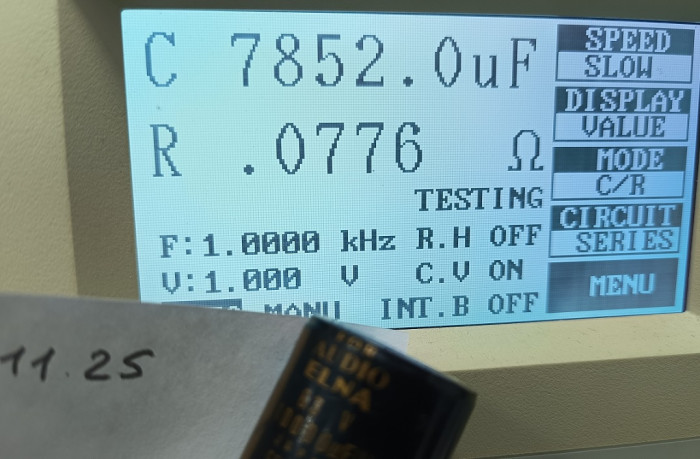 C 7852.0uF
R .0776 Ω
TESTING
F:1.0000 kHz R.H OFF
V:1.000 V C.V ON
MANU INT.B OFF
SPEED
SLOW
DISPLAY
VALUE
MODE
C/R
CIRCUIT
SERIES
MENU
11.25
AUDIO
ELNA